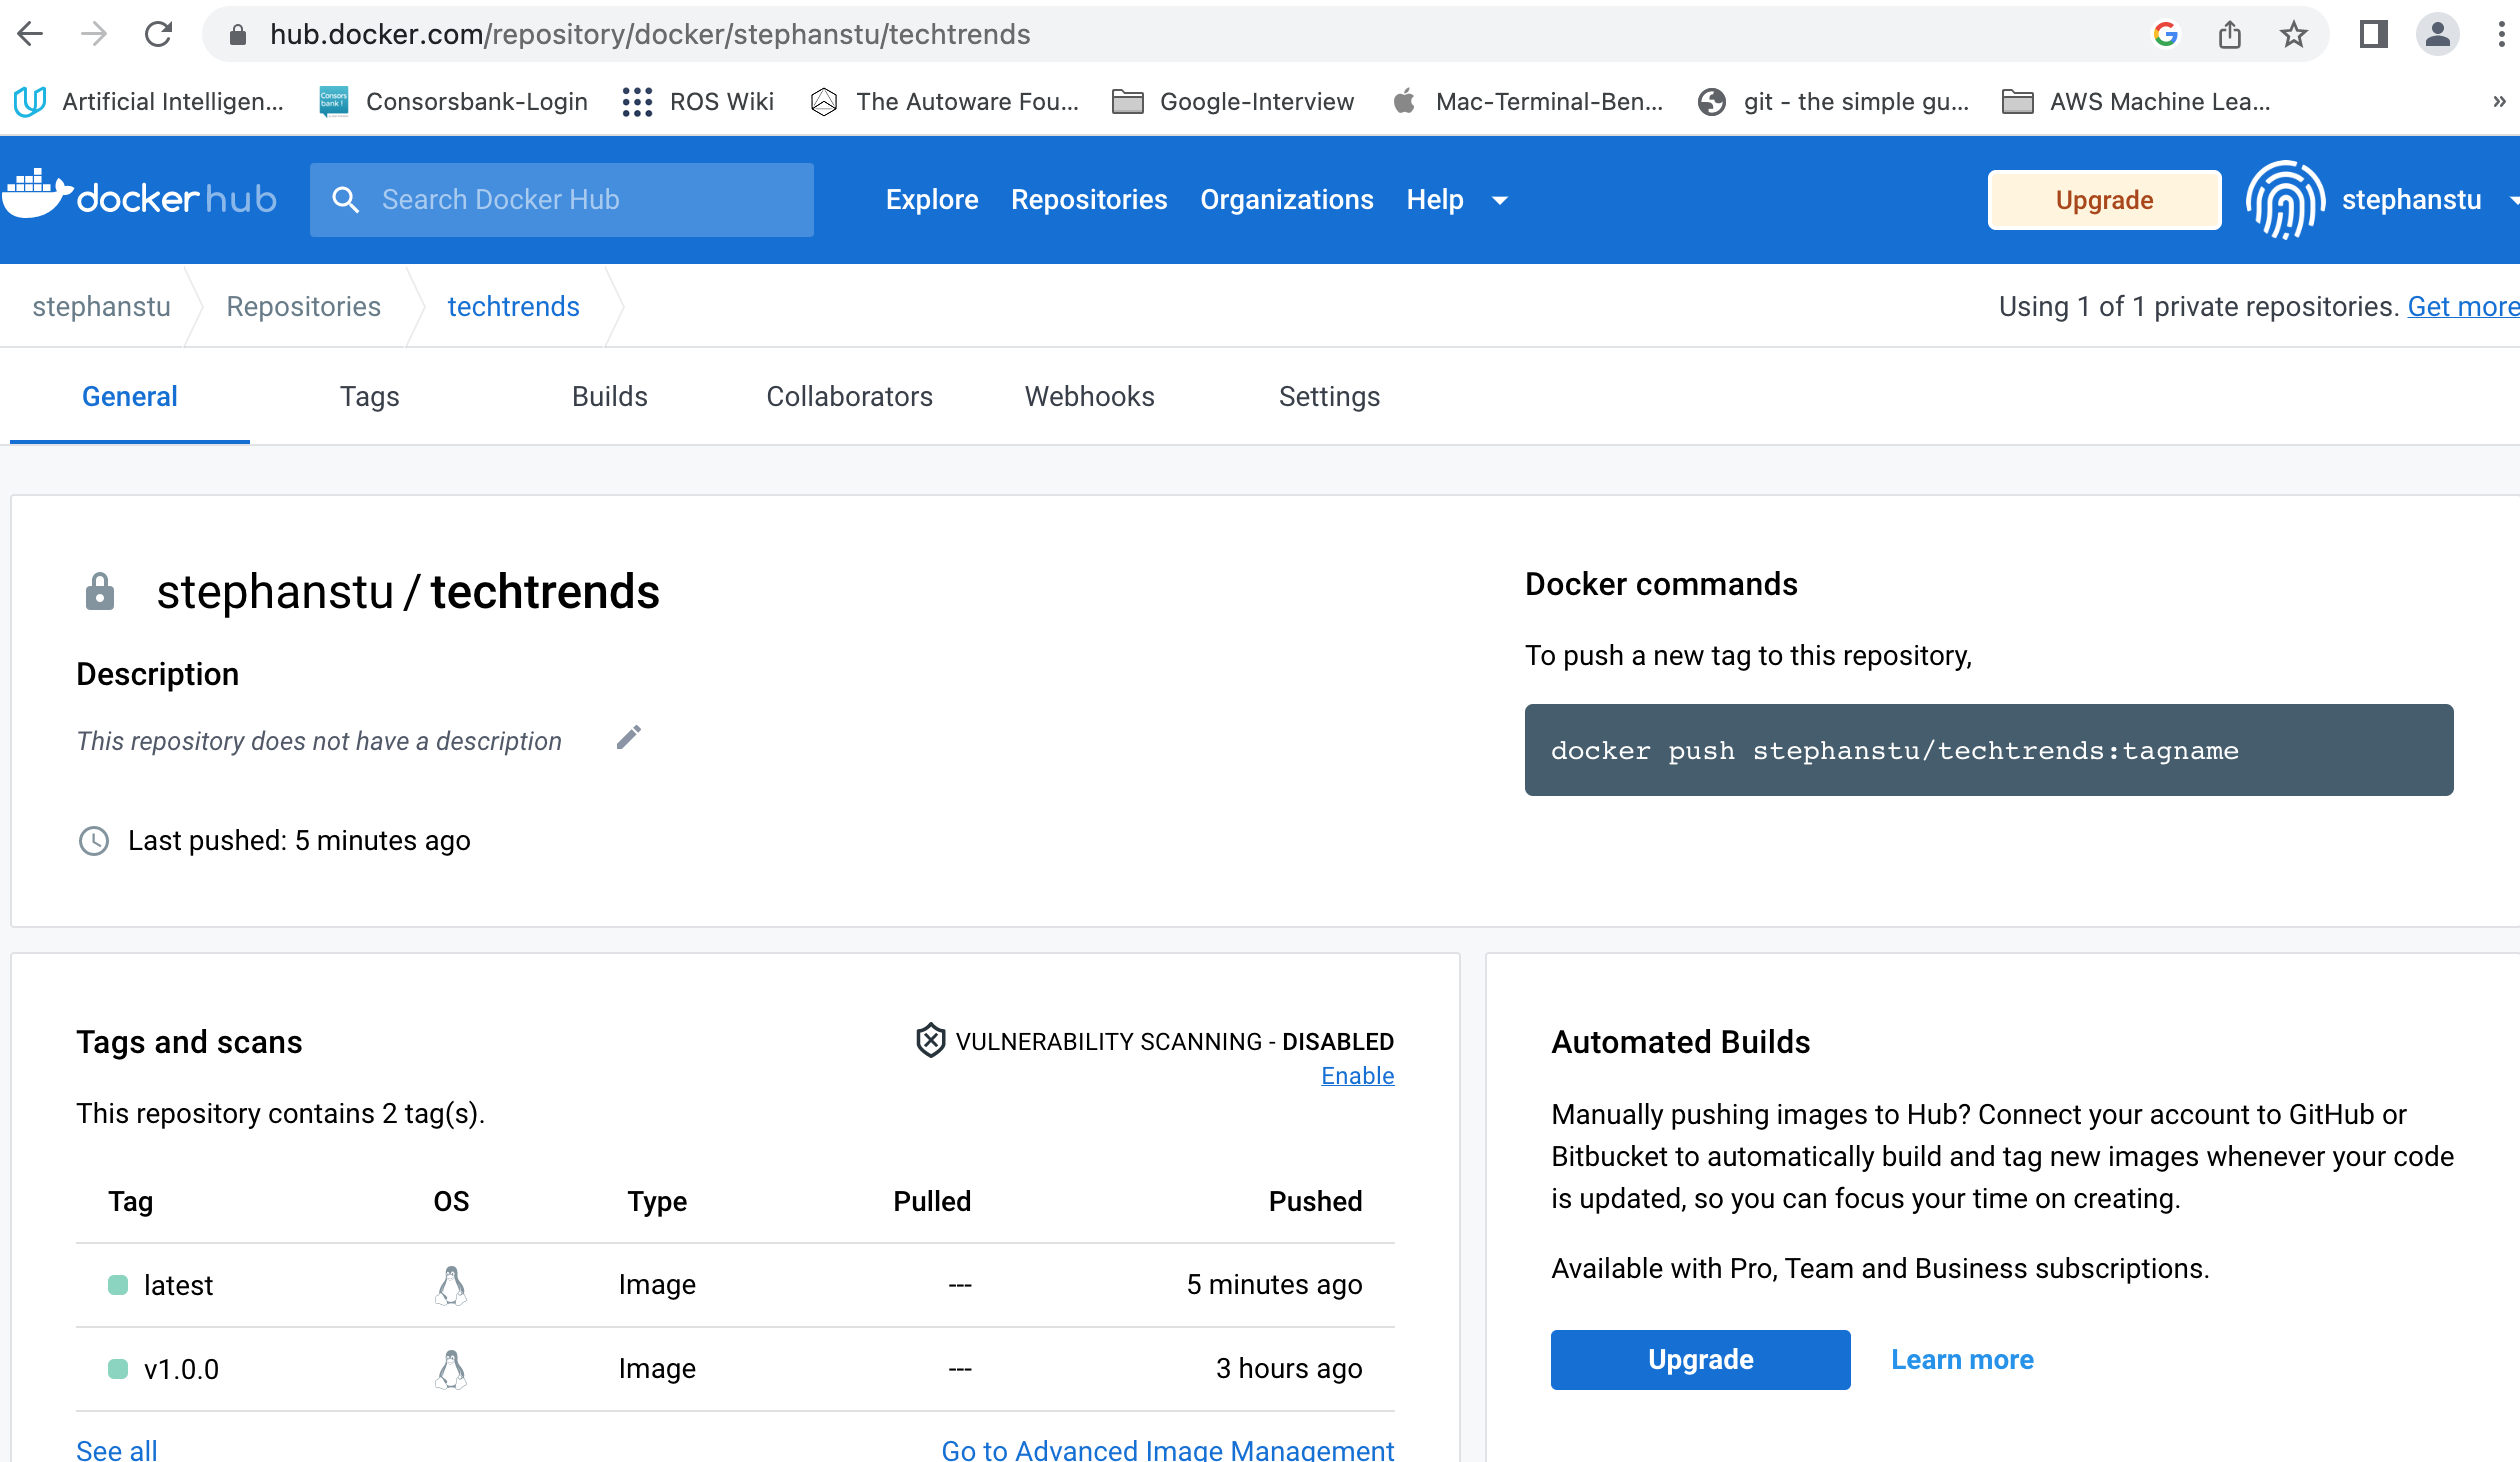 hub.docker.com/repository/docker/stephanstu/techtrends
Artificial Intelligen... Consors bank! Consorsbank-Login ROS Wiki The Autoware Fou... Google-Interview Mac-Terminal-Ben... git - the simple gu... AWS Machine Lea... »
docker hub Search Docker Hub Explore Repositories Organizations Help Upgrade stephanstu
stephanstu Repositories techtrends Using 1 of 1 private repositories. Get more
General Tags Builds Collaborators Webhooks Settings
stephanstu / techtrends
Description
This repository does not have a description
Last pushed: 5 minutes ago
Docker commands
To push a new tag to this repository,
docker push stephanstu/techtrends:tagname
Tags and scans
VULNERABILITY SCANNING - DISABLED
Enable
This repository contains 2 tag(s).
Tag OS Type Pulled Pushed
latest Image --- 5 minutes ago
v1.0.0 Image --- 3 hours ago
See all Go to Advanced Image Management
Automated Builds
Manually pushing images to Hub? Connect your account to GitHub or
Bitbucket to automatically build and tag new images whenever your code
is updated, so you can focus your time on creating.
Available with Pro, Team and Business subscriptions.
Upgrade Learn more